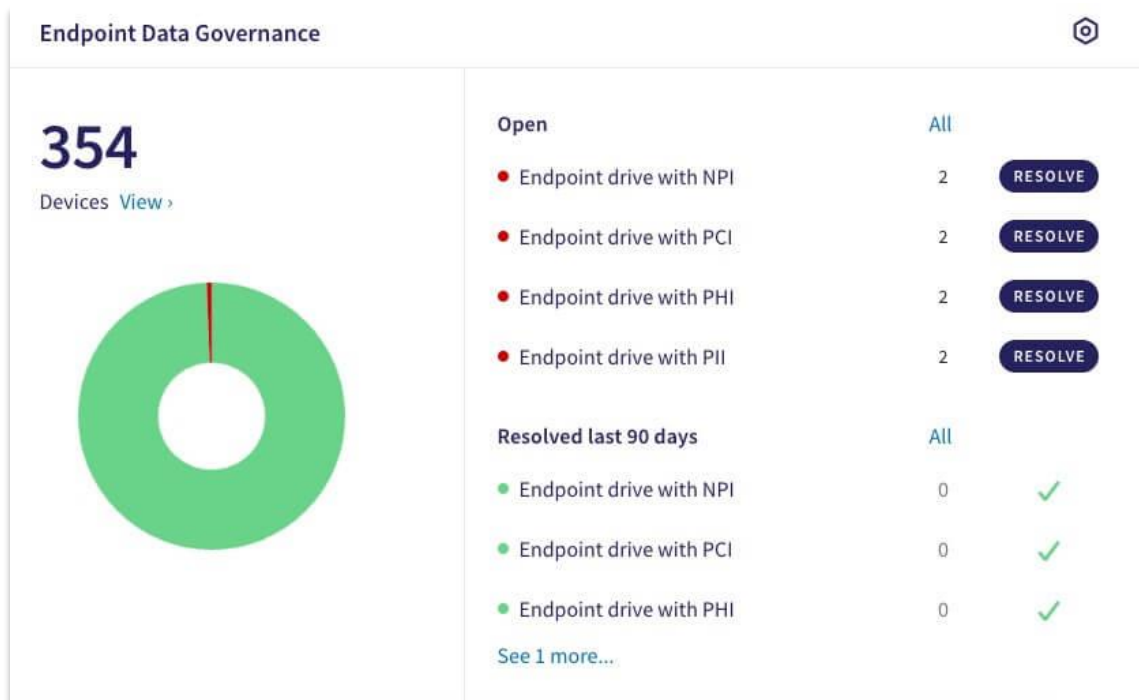 Endpoint Data Governance
354
Devices View ›
Open All
Endpoint drive with NPI 2 RESOLVE
Endpoint drive with PCI 2 RESOLVE
Endpoint drive with PHI 2 RESOLVE
Endpoint drive with PII 2 RESOLVE
Resolved last 90 days All
Endpoint drive with NPI 0
Endpoint drive with PCI 0
Endpoint drive with PHI 0
See 1 more...